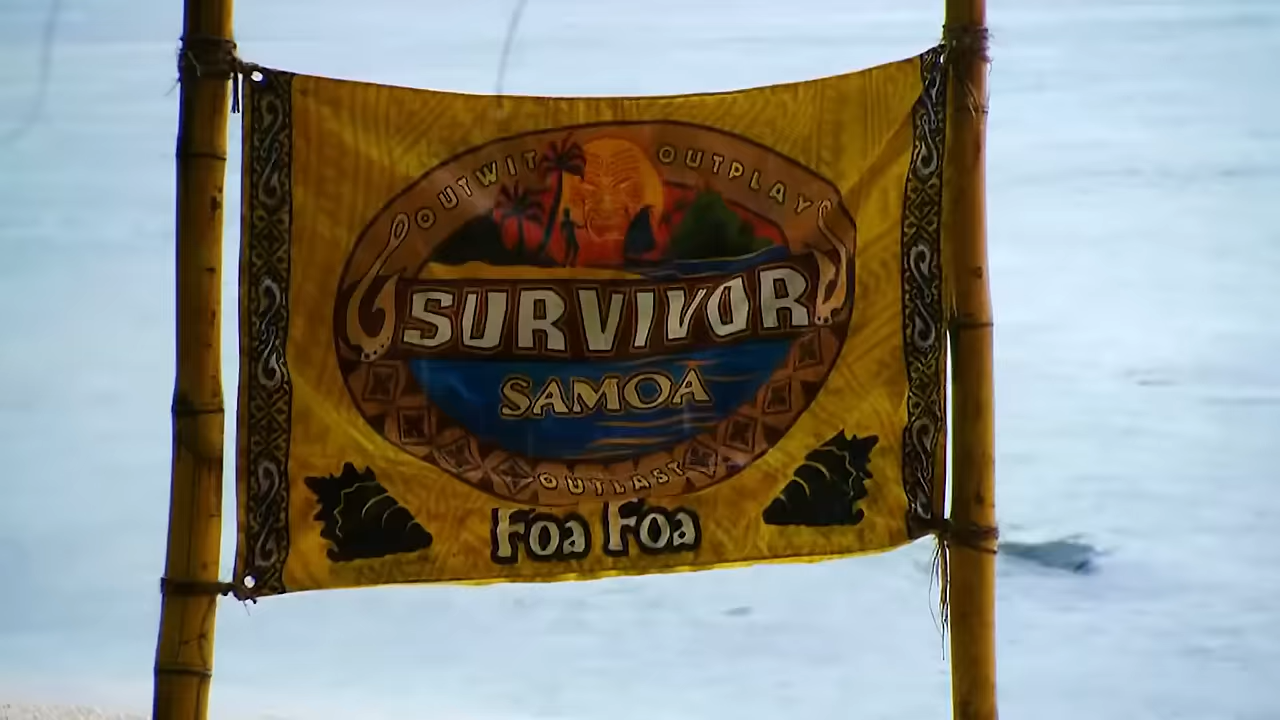 OUTWIT OUTPLAY
SURVIVOR
SAMOA
OUTLAST
Foa Foa